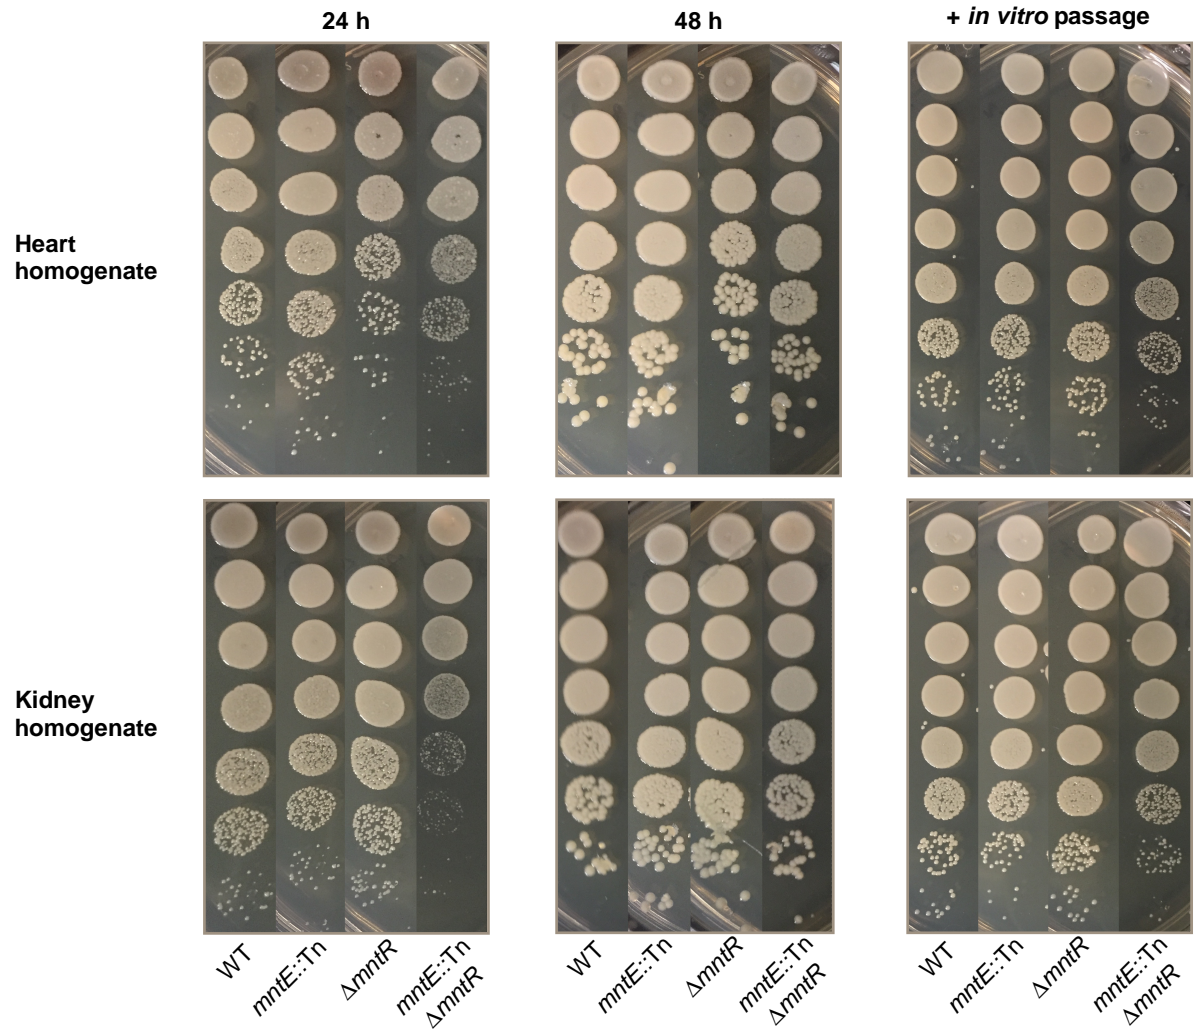 24 h
48 h
+ in vitro passage
Heart
homogenate
Kidney
homogenate
WT
mntE::Tn
ΔmntR
mntE::Tn
ΔmntR
WT
mntE::Tn
ΔmntR
mntE::Tn
ΔmntR
WT
mntE::Tn
ΔmntR
mntE::Tn
ΔmntR